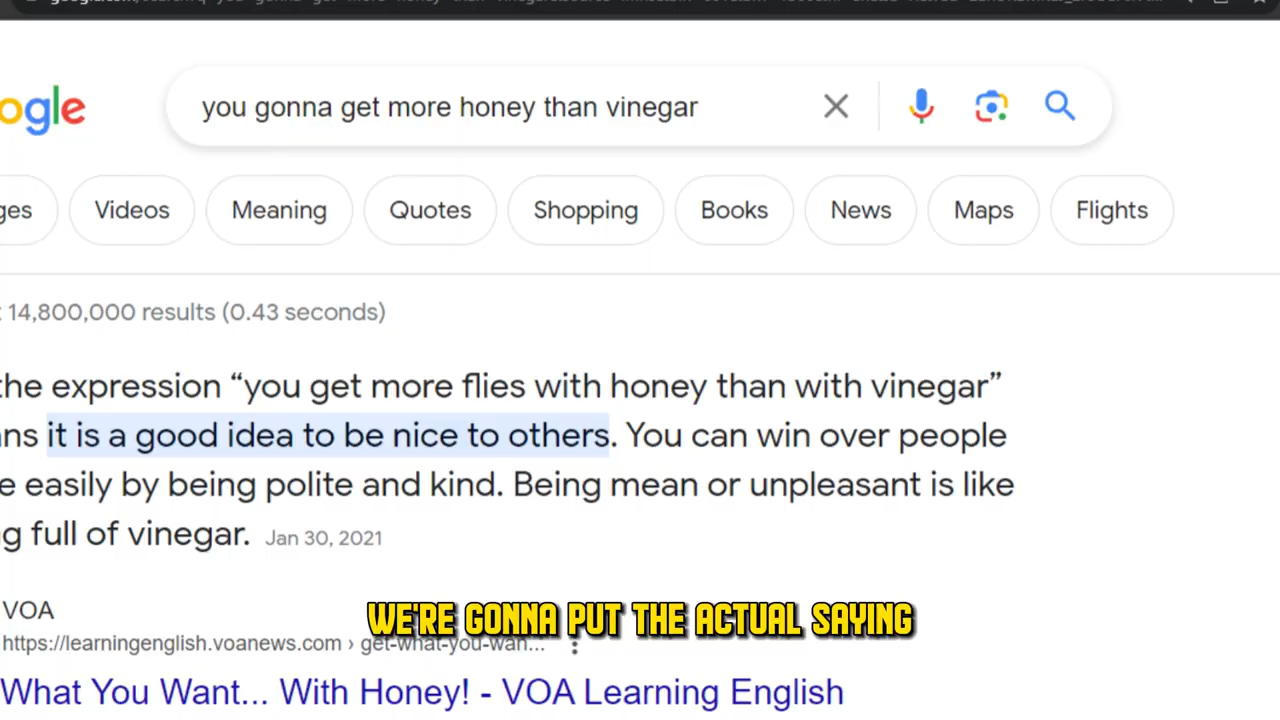 ogle
you gonna get more honey than vinegar
ges Videos Meaning Quotes Shopping Books News Maps Flights
14,800,000 results (0.43 seconds)
the expression “you get more flies with honey than with vinegar”
ns it is a good idea to be nice to others. You can win over people
e easily by being polite and kind. Being mean or unpleasant is like
g full of vinegar. Jan 30, 2021
VOA
WE'RE GONNA PUT THE ACTUAL SAYING
https://learningenglish.voanews.com › get-what-you-wan...
What You Want... With Honey! - VOA Learning English